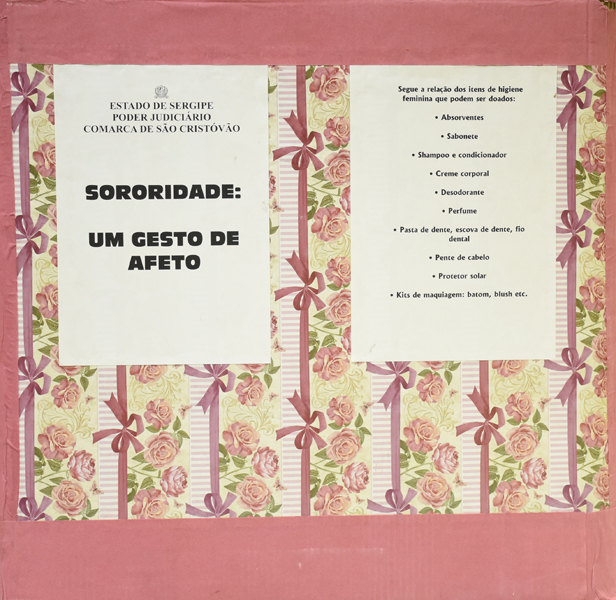 ESTADO DE SERGIPE
PODER JUDICIÁRIO
COMARCA DE SÃO CRISTÓVÃO
SORORIDADE:
UM GESTO DE
AFETO
Segue a relação dos itens de higiene
feminina que podem ser doados:
• Absorventes
• Sabonete
• Shampoo e condicionador
• Creme corporal
• Desodorante
• Perfume
• Pasta de dente, escova de dente, fio
dental
• Pente de cabelo
• Protetor solar
• Kits de maquiagem: batom, blush etc.